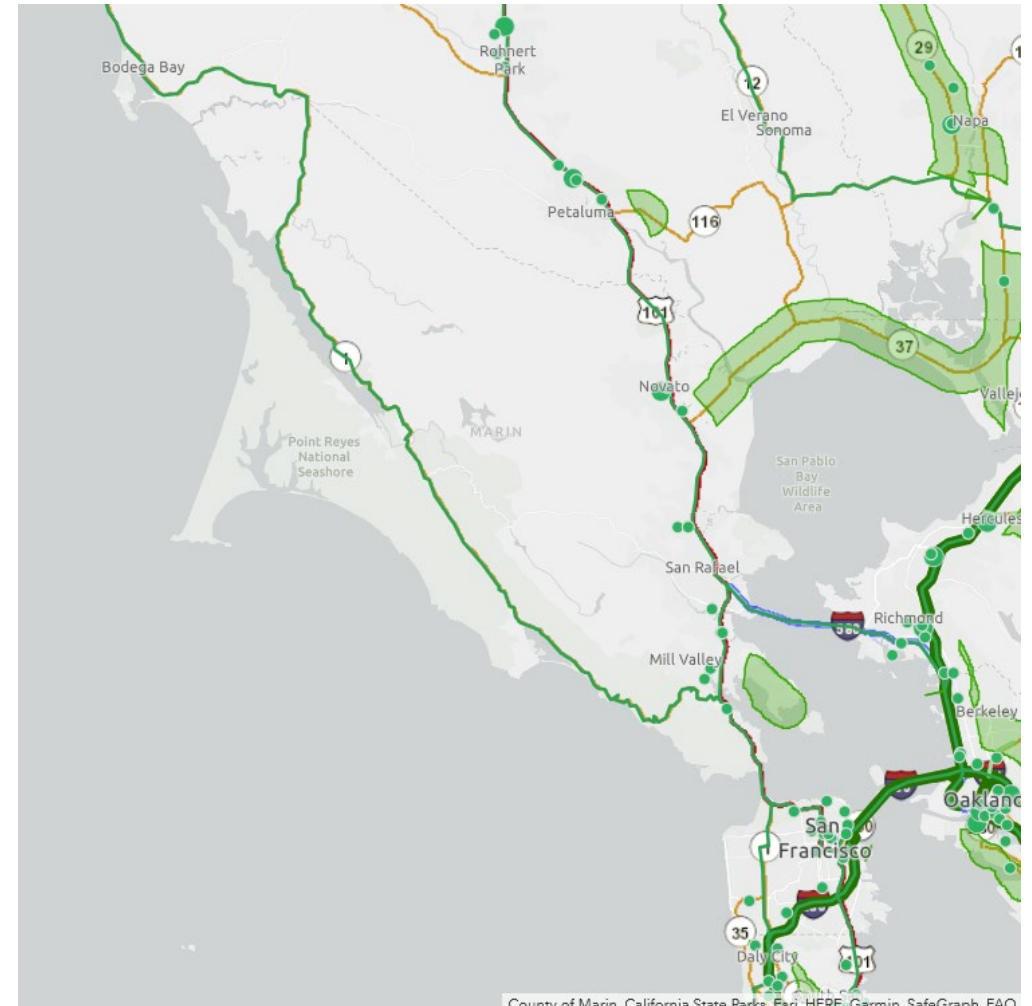 Rohnert
Park
29
Bodega Bay
12
El Verano
Sonoma
Napa
Petaluma
116
101
37
1
Novato
Vallej
MARIN
Point Reyes
National
Seashore
San Pablo
Bay
Wildlife
Area
Hercules
San Rafael
Richmond
580
Mill Valley
Berkeley
Oakland
San
Francisco
35
Daly City
101
County of Marin, California State Parks, Esri, HERE, Garmin, SafeGraph, FAO,